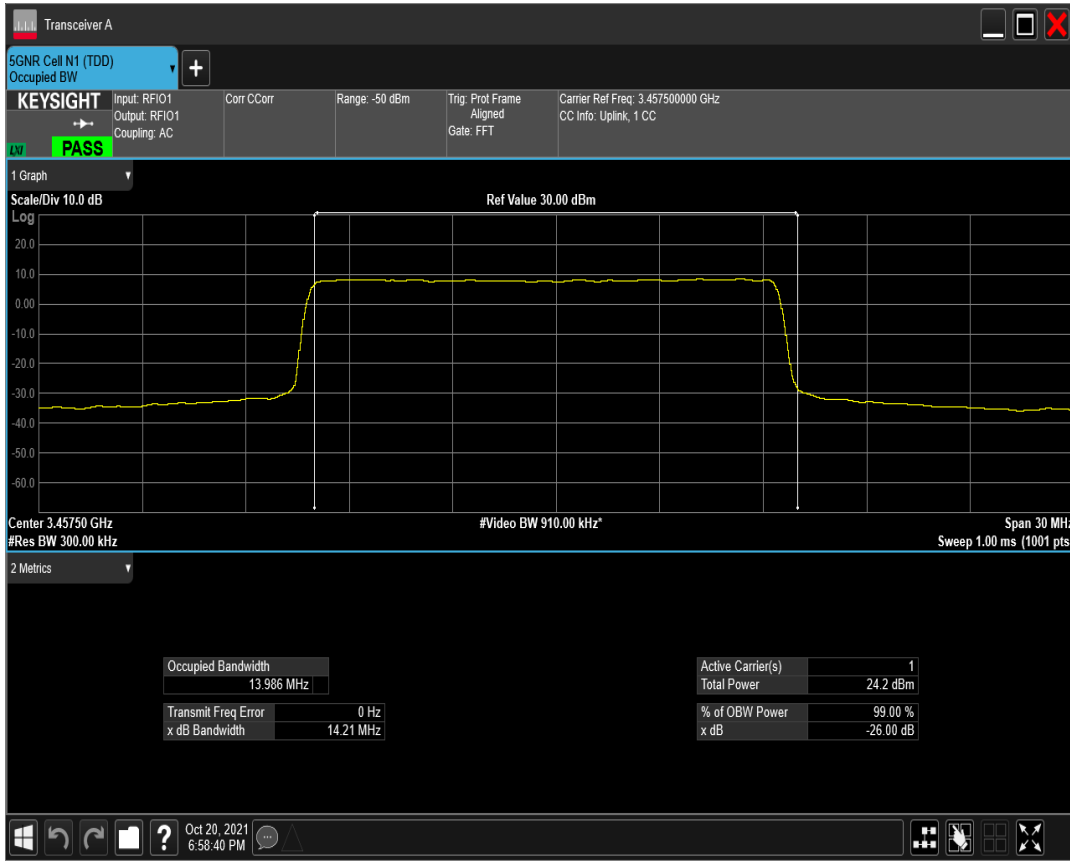 Transceiver A
5GNR Cell N1 (TDD)
Occupied BW
+
KEYSIGHT
LXI
PASS
Input: RFIO1
Output: RFIO1
Coupling: AC
Corr CCorr
Range: -50 dBm
Trig: Prot Frame
Aligned
Gate: FFT
Carrier Ref Freq: 3.457500000 GHz
CC Info: Uplink, 1 CC
1 Graph
Scale/Div 10.0 dB
Ref Value 30.00 dBm
Log
20.0
10.0
0.00
-10.0
-20.0
-30.0
-40.0
-50.0
-60.0
Center 3.45750 GHz
#Video BW 910.00 kHz*
Span 30 MHz
#Res BW 300.00 kHz
Sweep 1.00 ms (1001 pts
2 Metrics
Occupied Bandwidth
13.986 MHz
Transmit Freq Error 0 Hz
x dB Bandwidth 14.21 MHz
Active Carrier(s) 1
Total Power 24.2 dBm
% of OBW Power 99.00 %
x dB -26.00 dB
?
Oct 20, 2021
6:58:40 PM